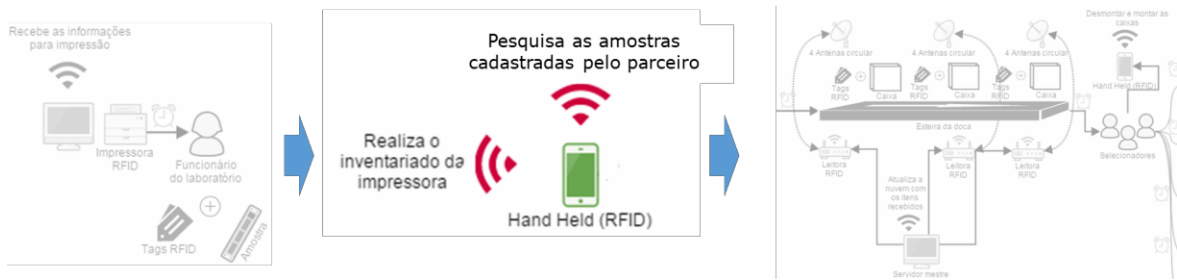 Recebe as informações
para impressão
Impressora
RFID
Funcionário
do laboratório
Tags RFID
Amostra
Pesquisa as amostras
cadastradas pelo parceiro
Realiza o
inventariado da
impressora
Hand Held (RFID)
Desmontar e montar as
caixas
4 Antenas circular
4 Antenas circular
4 Antenas circular
Tags
RFID
Caixa
Tags
RFID
Caixa
Tags
RFID
Caixa
Hand Held (RFID)
Esteira da doca
Selecionadores
Leitora
RFID
Leitora
RFID
Leitora
RFID
Atualiza a
nuvem com
os itens
recebidos
Servidor mestre